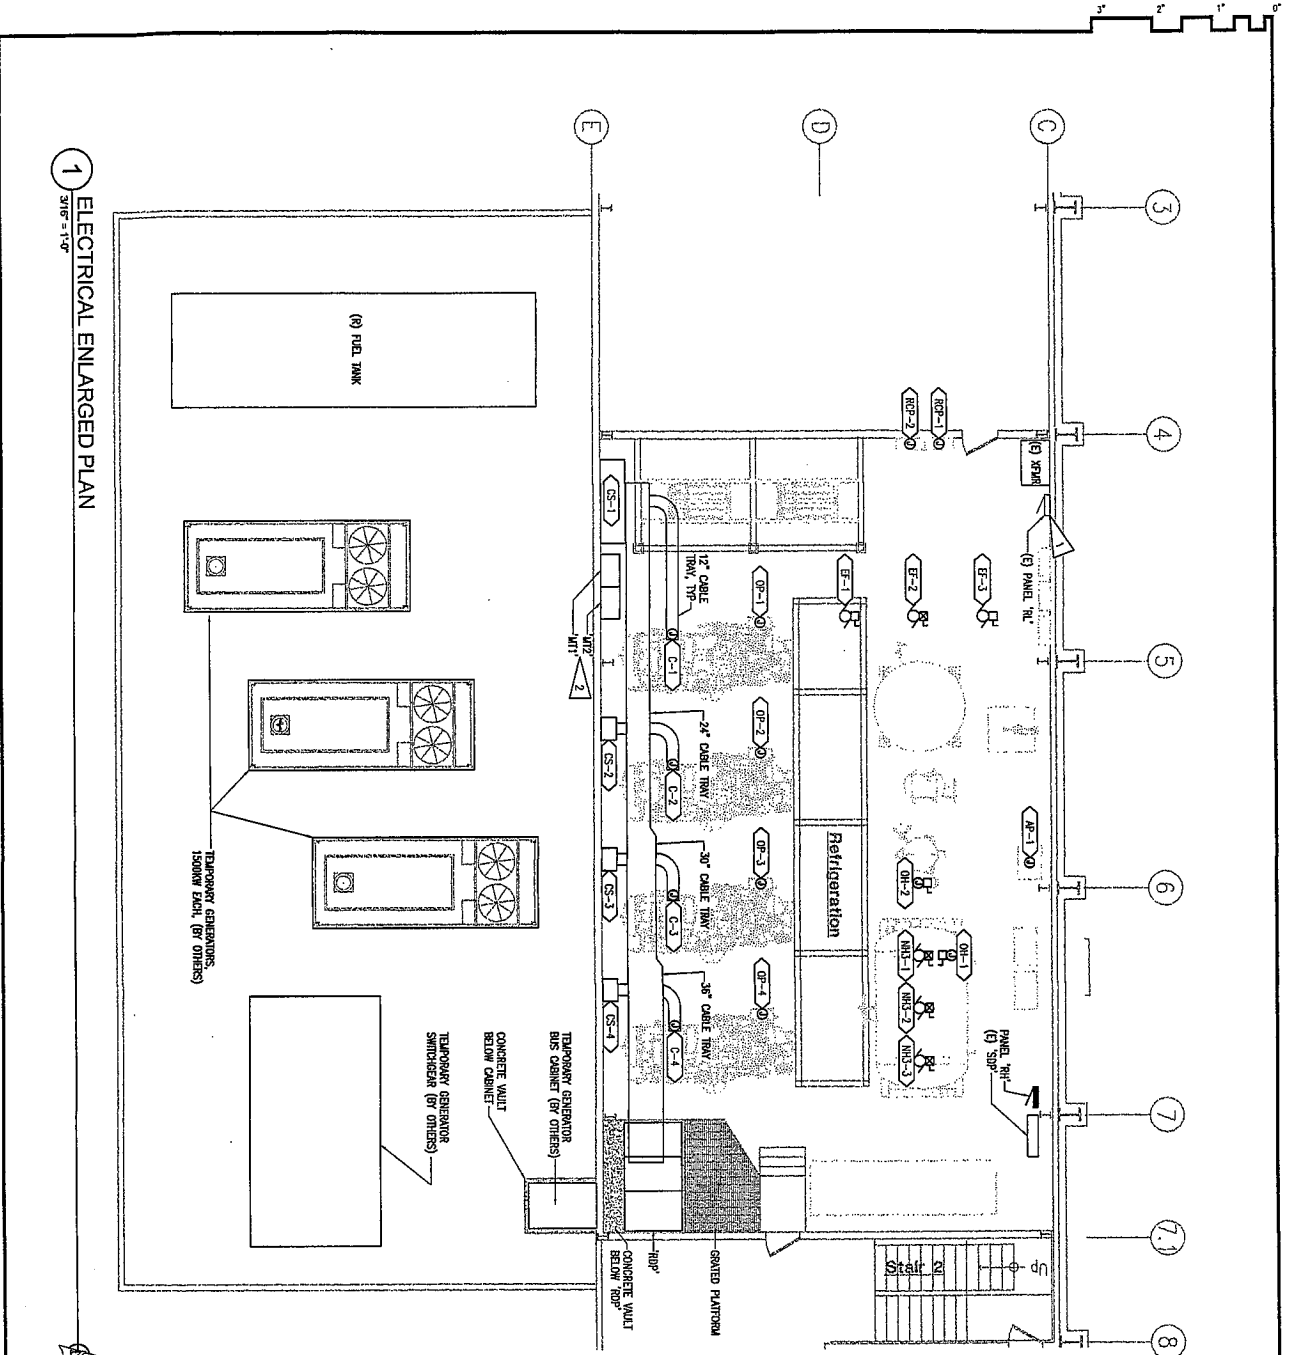 3"
2"
1"
0"
E
D
C
3
4
5
6
7
7.1
8
1
ELECTRICAL ENLARGED PLAN
3/16" = 1'-0"
(R) FUEL TANK
RCP-2
RCP-1
(E) XFMR
1
(E) PANEL 'RL'
CS-1
12" CABLE
TRAY, TYP
OP-1
EF-1
EF-2
EF-3
'MT2'
'MT1'
2
C-1
24" CABLE TRAY
OP-2
CS-2
C-2
30" CABLE TRAY
OP-3
Refrigeration
AP-1
OH-2
CS-3
C-3
OH-1
NH3-1
NH3-2
NH3-3
36" CABLE TRAY
OP-4
CS-4
C-4
PANEL 'RH'
(E) 'SDP'
TEMPORARY GENERATORS,
1500KW EACH, (BY OTHERS)
TEMPORARY GENERATOR
SWITCHGEAR (BY OTHERS)
CONCRETE VAULT
BELOW CABINET
TEMPORARY GENERATOR
BUS CABINET (BY OTHERS)
CONCRETE VAULT
BELOW 'RDP'
'RDP'
GRATED PLATFORM
Stair 2
Up
J
J
J
J
J
J
J
J
J
J
J